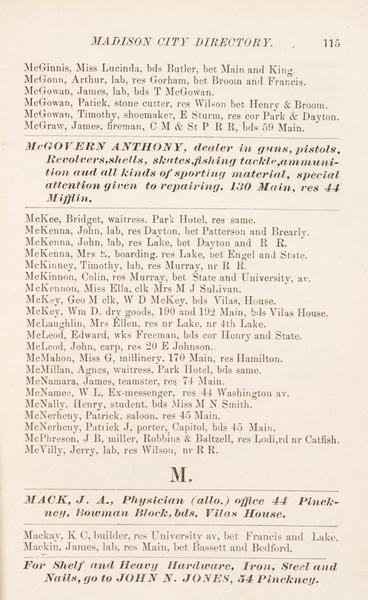 MADISON CITY DIRECTORY. 115
McGinnis, Miss Lucinda, bds Butler, bet Main and King.
McGonn, Arthur, lab, res Gorham, bet Broom and Francis.
McGowan, James, lab, bds T McGowan.
McGowan, Patick, stone cutter, res Wilson bet Henry & Broom.
McGowan, Timothy, shoemaker, E Sturm, res cor Park & Dayton.
McGraw, James, fireman, C M & St P R R, bds 59 Main.
McGOVERN ANTHONY, dealer in guns, pistols,
Revolvers, shells, skates, fishing tackle, ammuni-
tion and all kinds of sporting material, special
attention given to repairing. 130 Main, res 44
Mifflin.
McKee, Bridget, waitress, Park Hotel, res same.
McKenna, John, lab, res Dayton, bet Patterson and Brearly.
McKenna, John, lab, res Lake, bet Dayton and R R.
McKenna, Mrs E, boarding, res Lake, bet Engel and State.
McKinney, Timothy, lab, res Murray, nr R R.
McKinnon, Colin, res Murray, bet State and University, av.
McKennon, Miss Ella, clk Mrs M J Sullivan.
McKey, Geo M clk, W D McKey, bds Vilas, House.
McKey, Wm D. dry goods, 190 and 192 Main, bds Vilas House.
McLaughlin, Mrs Ellen, res nr Lake, nr 4th Lake.
McLeod, Edward, wks Freeman, bds cor Henry and State.
McLeod, John, carp, res 20 E Johnson.
McMahon, Miss G, millinery, 170 Main, res Hamilton.
McMillan, Agnes, waitress, Park Hotel, bds same.
McNamara, James, teamster, res 74 Main.
McNamee, W L, Ex-messenger, res 44 Washington av.
McNally, Henry, student, bds Miss M N Smith.
McNerheny, Patrick, saloon, res 45 Main.
McNerheny, Patrick J, porter, Capitol, bds 45 Main.
McPhreson, J B, miller, Robbins & Baltzell, res Lodi, rd nr Catfish.
McVilly, Jerry, lab, res Wilson, nr R R.
M.
MACK, J. A., Physician (allo.) office 44 Pinck-
ney, Bowman Block, bds. Vilas House.
Mackay, K C, builder, res University av, bet Francis and Lake.
Mackin, James, lab, res Main, bet Bassett and Bedford.
For Shelf and Heavy Hardware, Iron, Steel and
Nails, go to JOHN N. JONES, 54 Pinckney.